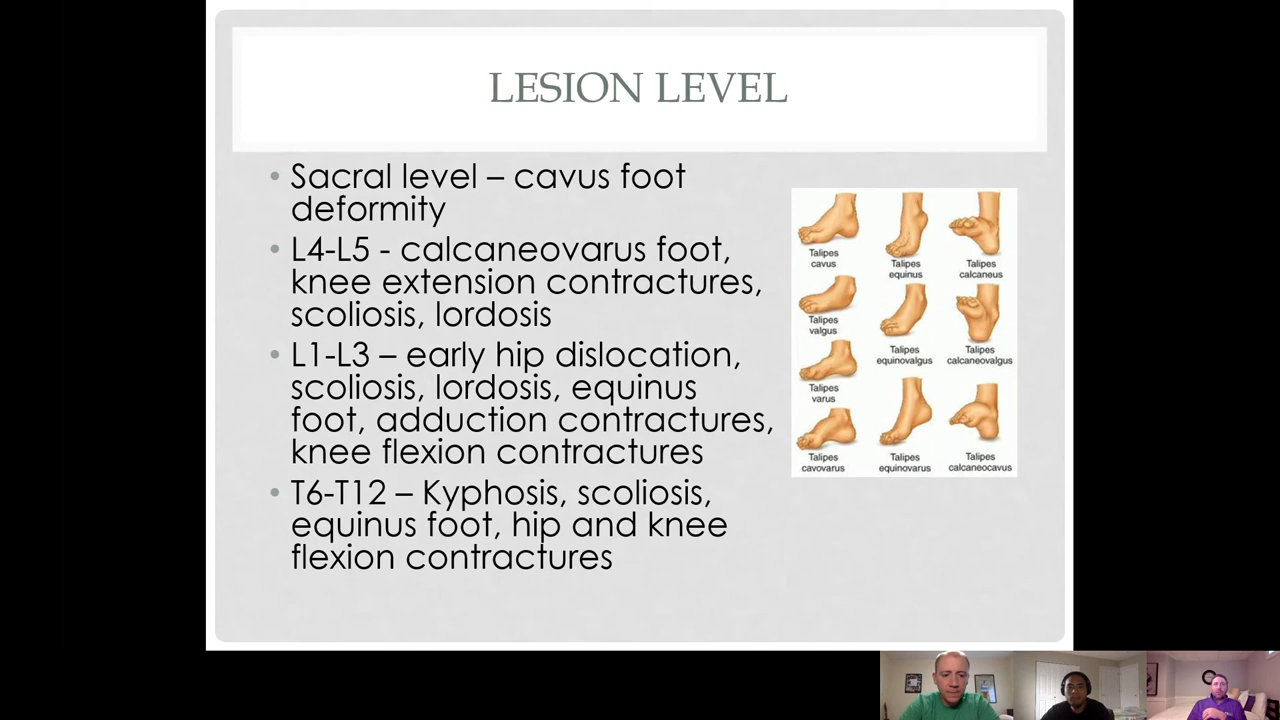 LESION LEVEL
• Sacral level – cavus foot
deformity
• L4-L5 - calcaneovarus foot,
knee extension contractures,
scoliosis, lordosis
• L1-L3 – early hip dislocation,
scoliosis, lordosis, equinus
foot, adduction contractures,
knee flexion contractures
• T6-T12 – Kyphosis, scoliosis,
equinus foot, hip and knee
flexion contractures
Talipes
cavus
Talipes
equinus
Talipes
calcaneus
Talipes
valgus
Talipes
equinovalgus
Talipes
calcaneovalgus
Talipes
varus
Talipes
cavovarus
Talipes
equinovarus
Talipes
calcaneocavus